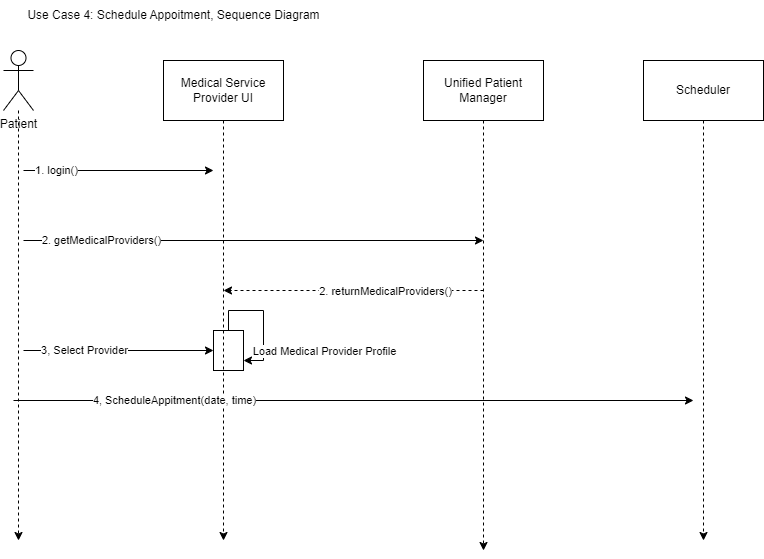 Use Case 4: Schedule Appoitment, Sequence Diagram
Medical Service
Provider UI
Unified Patient
Manager
Scheduler
Patient
1. login()
2. getMedicalProviders()
2. returnMedicalProviders()
3, Select Provider
Load Medical Provider Profile
4, ScheduleAppitment(date, time)